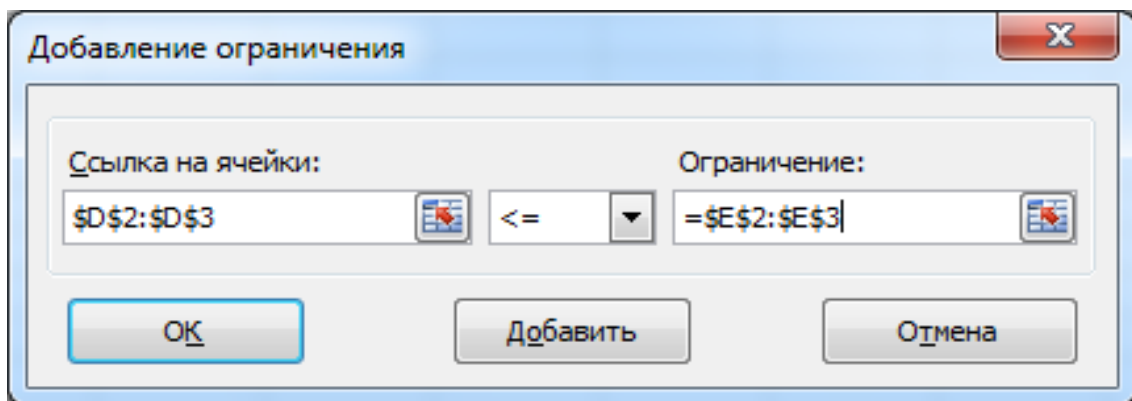 Добавление ограничения
Ссылка на ячейки: Ограничение:
$D$2:$D$3 <= =$E$2:$E$3
ОК Добавить Отмена